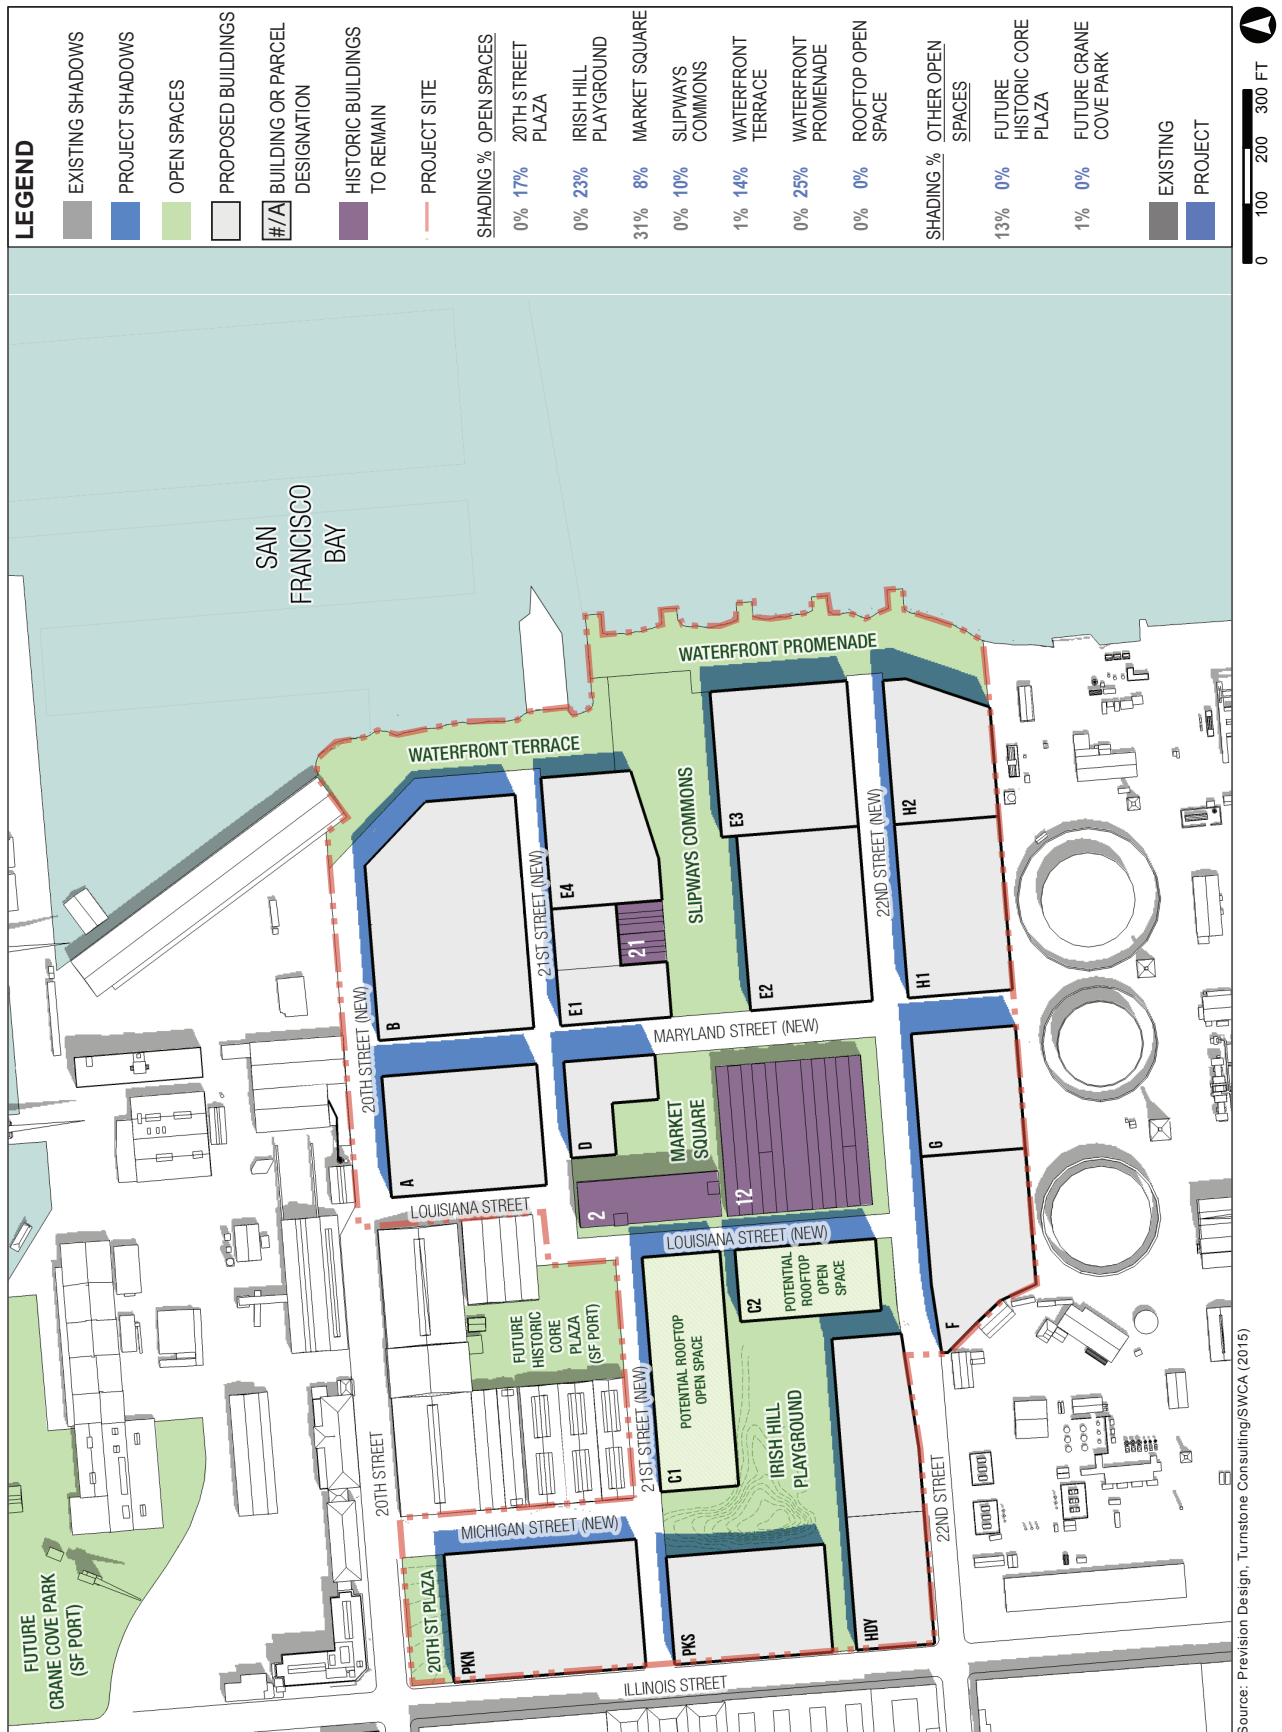 LEGEND
EXISTING SHADOWS
PROJECT SHADOWS
OPEN SPACES
PROPOSED BUILDINGS
#/A
BUILDING OR PARCEL
DESIGNATION
HISTORIC BUILDINGS
TO REMAIN
PROJECT SITE
SHADING % OPEN SPACES
0% 17% 20TH STREET
PLAZA
0% 23% IRISH HILL
PLAYGROUND
31% 8% MARKET SQUARE
0% 10% SLIPWAYS
COMMONS
1% 14% WATERFRONT
TERRACE
0% 25% WATERFRONT
PROMENADE
0% 0% ROOFTOP OPEN
SPACE
SHADING % OTHER OPEN
SPACES
13% 0% FUTURE
HISTORIC CORE
PLAZA
1% 0% FUTURE CRANE
COVE PARK
EXISTING
PROJECT
0 100 200 300 FT
SAN
FRANCISCO
BAY
FUTURE
CRANE COVE PARK
(SF PORT)
20TH STREET
20TH STREET (NEW)
WATERFRONT TERRACE
20TH ST PLAZA
PKN
MICHIGAN STREET (NEW)
FUTURE
HISTORIC
CORE
PLAZA
(SF PORT)
LOUISIANA STREET
A
B
ILLINOIS STREET
21ST STREET (NEW)
21ST STREET (NEW)
2
D
E1
21
E4
PKS
C1
POTENTIAL ROOFTOP
OPEN SPACE
LOUISIANA STREET (NEW)
MARKET
SQUARE
MARYLAND STREET (NEW)
SLIPWAYS COMMONS
WATERFRONT PROMENADE
IRISH HILL
PLAYGROUND
C2
POTENTIAL
ROOFTOP
OPEN
SPACE
12
E2
E3
HDY
22ND STREET
22ND STREET (NEW)
F
G
H1
H2
Source: Prevision Design, Turnstone Consulting/SWCA (2015)